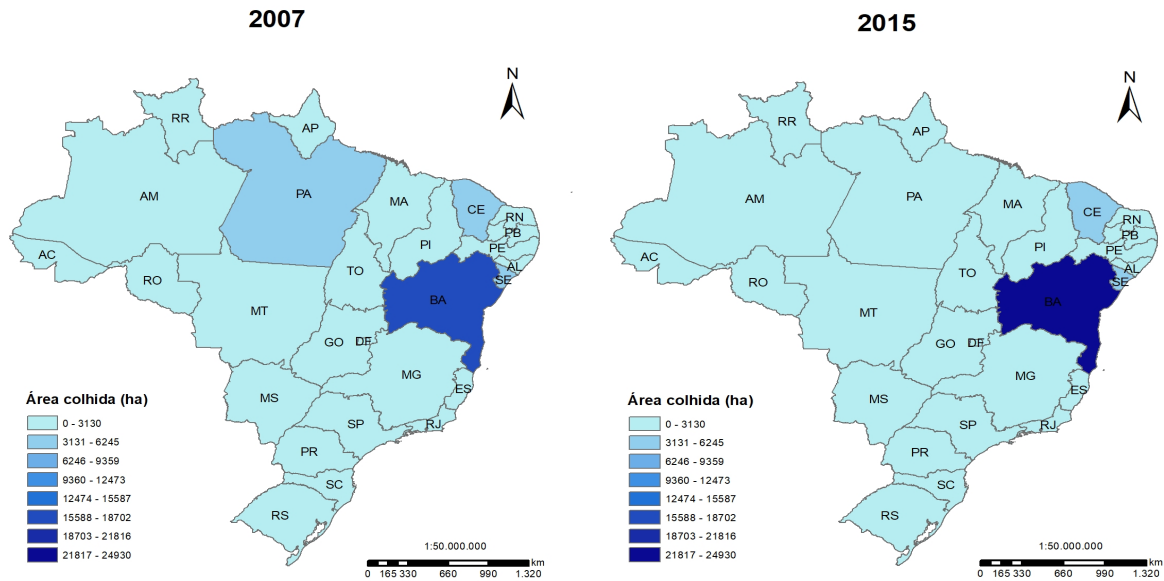 2007
N
RR
AP
AM
PA
MA
CE
RN
PB
PE
PI
AC
AL
SE
TO
RO
BA
MT
GO
DF
MG
ES
MS
SP
RJ
PR
SC
RS
Área colhida (ha)
0 - 3130
3131 - 6245
6246 - 9359
9360 - 12473
12474 - 15587
15588 - 18702
18703 - 21816
21817 - 24930
1:50.000.000
km
0 165 330 660 990 1.320
2015
N
RR
AP
AM
PA
MA
CE
RN
PB
PE
PI
AC
AL
SE
TO
RO
BA
MT
GO
DF
MG
ES
MS
SP
RJ
PR
SC
RS
Área colhida (ha)
0 - 3130
3131 - 6245
6246 - 9359
9360 - 12473
12474 - 15587
15588 - 18702
18703 - 21816
21817 - 24930
1:50.000.000
km
0 165 330 660 990 1.320